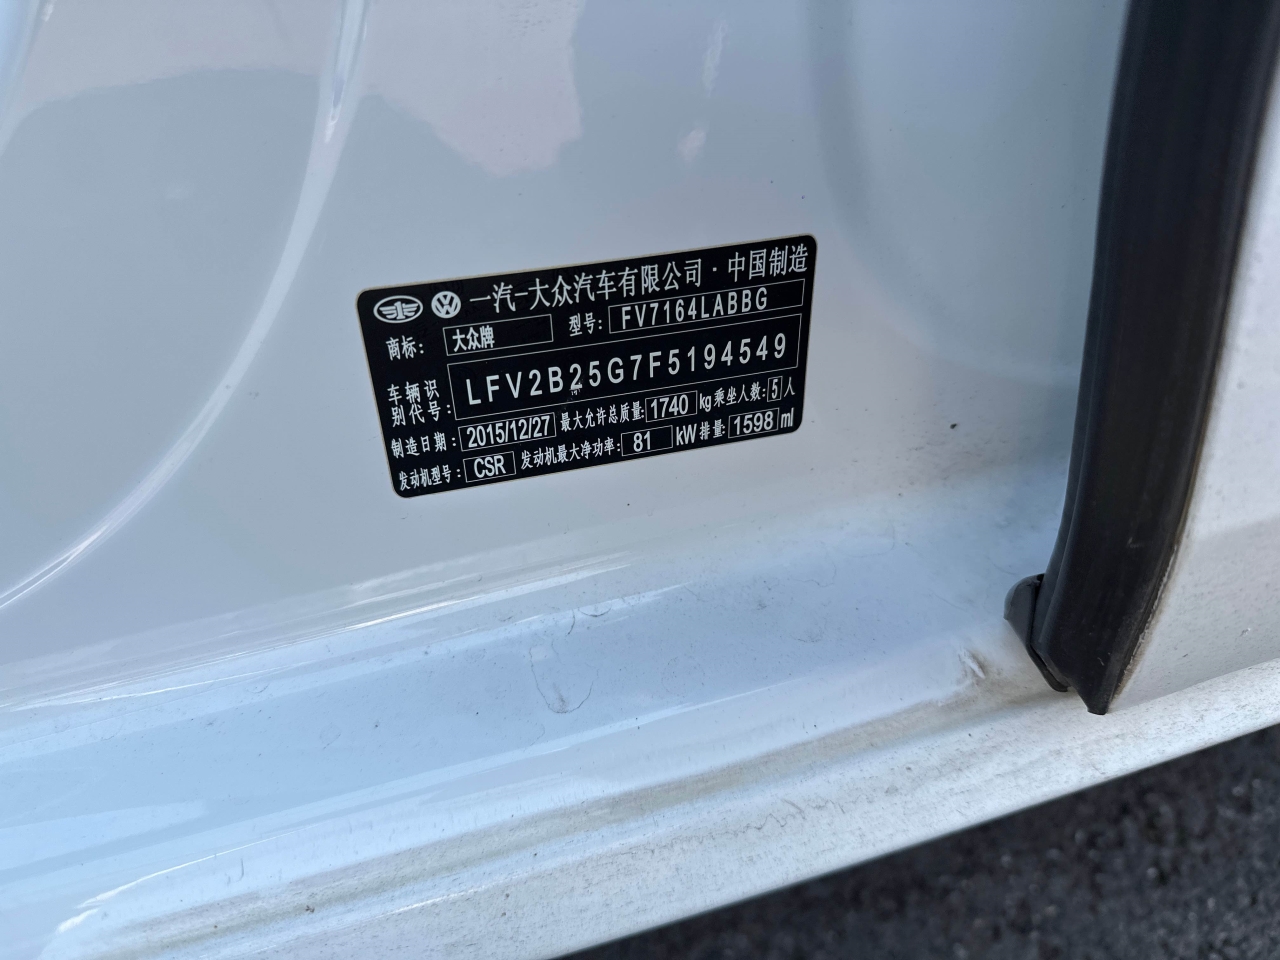 一汽-大众汽车有限公司·中国制造
商标: 大众牌 型号: FV7164LABBG
车辆识别代号: LFV2B25G7F5194549
制造日期: 2015/12/27 最大允许总质量: 1740 kg 乘坐人数: 5 人
发动机型号: CSR 发动机最大净功率: 81 kW 排量: 1598 ml